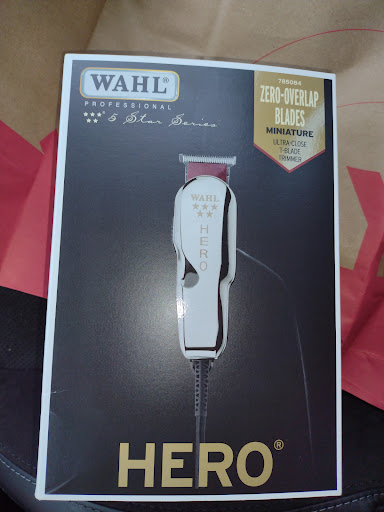 WAHL®
PROFESSIONAL
5 Star Series
785084
ZERO-OVERLAP
BLADES
MINIATURE
ULTRA-CLOSE
T-BLADE
TRIMMER
WAHL
HERO
HERO®